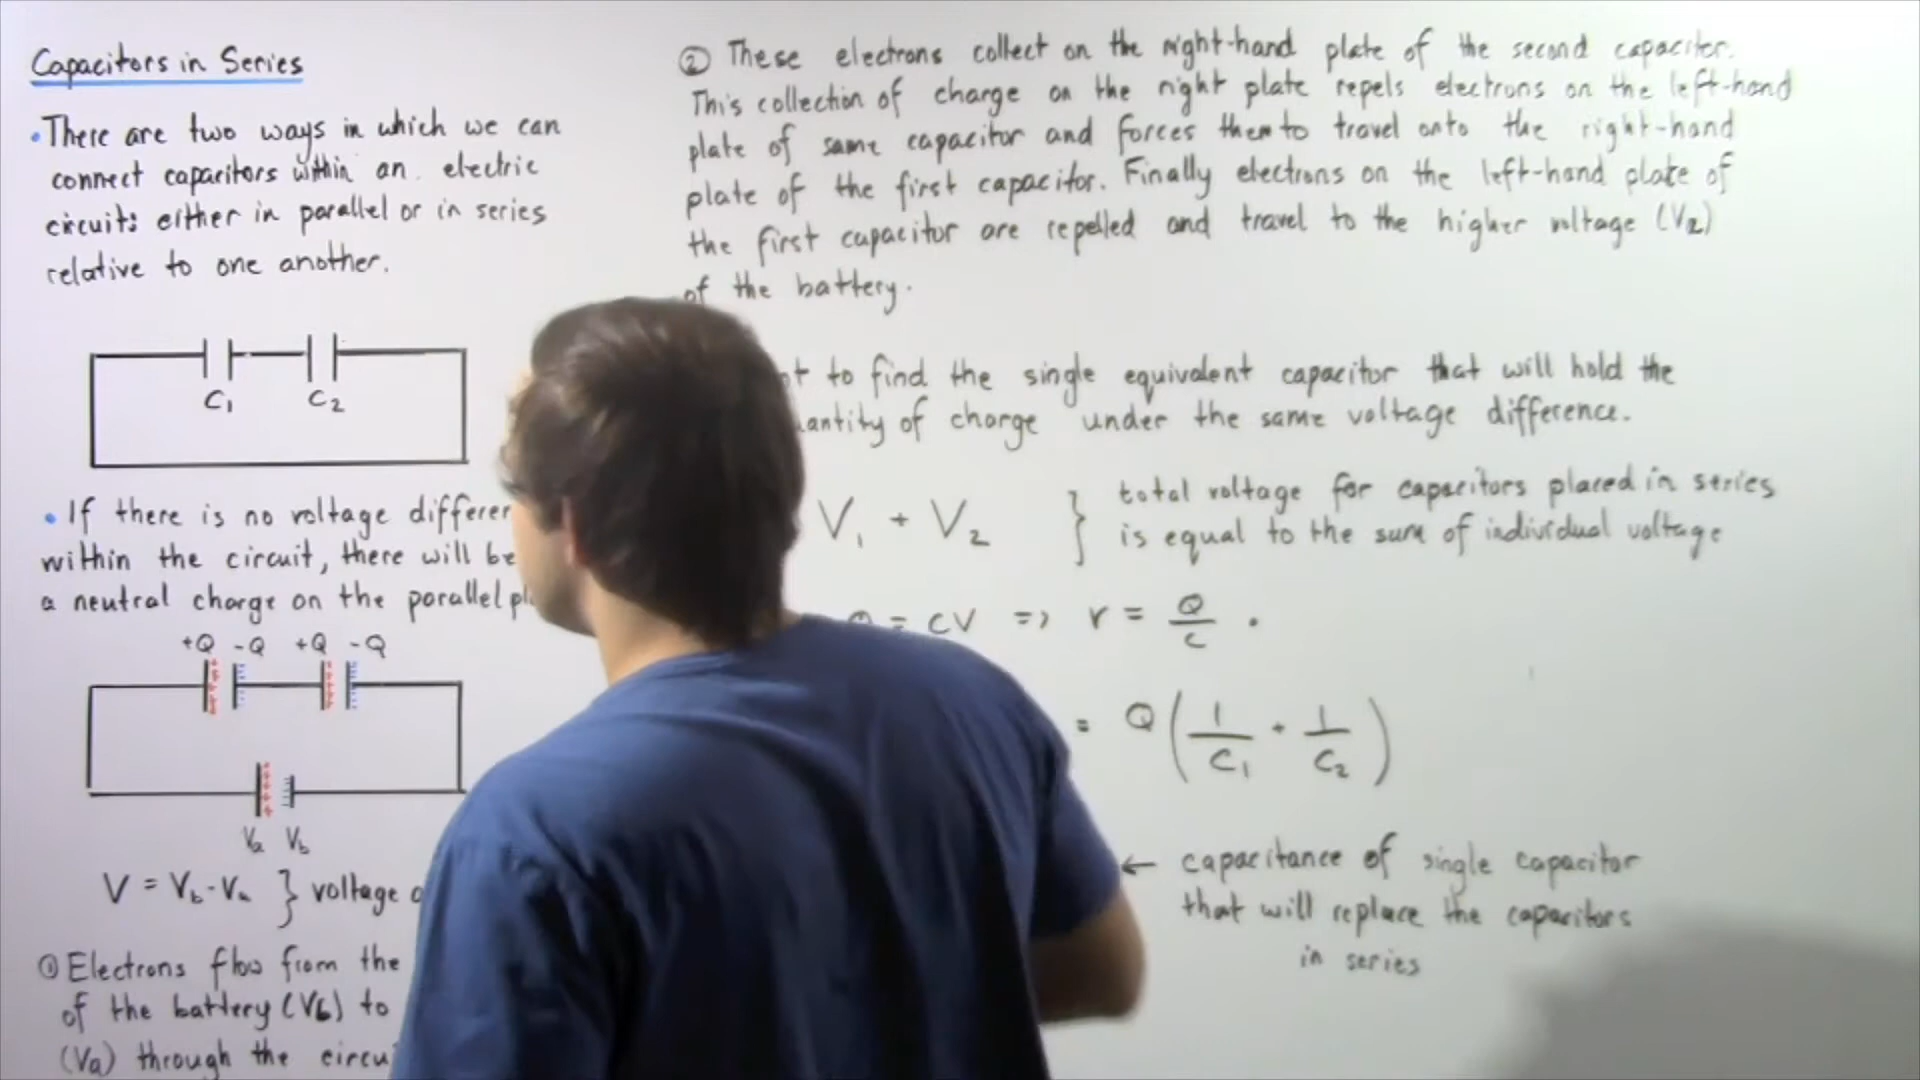 Capacitors in Series
• There are two ways in which we can
connect capacitors within an electric
circuit: either in parallel or in series
relative to one another.
C₁ C₂
• If there is no voltage differen
within the circuit, there will be
a neutral charge on the parallel pl
+Q -Q +Q -Q
Va Vb
V = Vb - Va } voltage
① Electrons flow from the
of the battery (Vb) to
(Va) through the circui
② These electrons collect on the right-hand plate of the second capacitor.
This collection of charge on the right plate repels electrons on the left-hand
plate of same capacitor and forces them to travel onto the right-hand
plate of the first capacitor. Finally electrons on the left-hand plate of
the first capacitor are repelled and travel to the higher voltage (V2)
of the battery.
to find the single equivalent capacitor that will hold the
antity of charge under the same voltage difference.
V₁ + V₂ } total voltage for capacitors placed in series
is equal to the sum of individual voltage
Q = CV => V = Q/C .
= Q(1/C₁ + 1/C₂)
← capacitance of single capacitor
that will replace the capacitors
in series